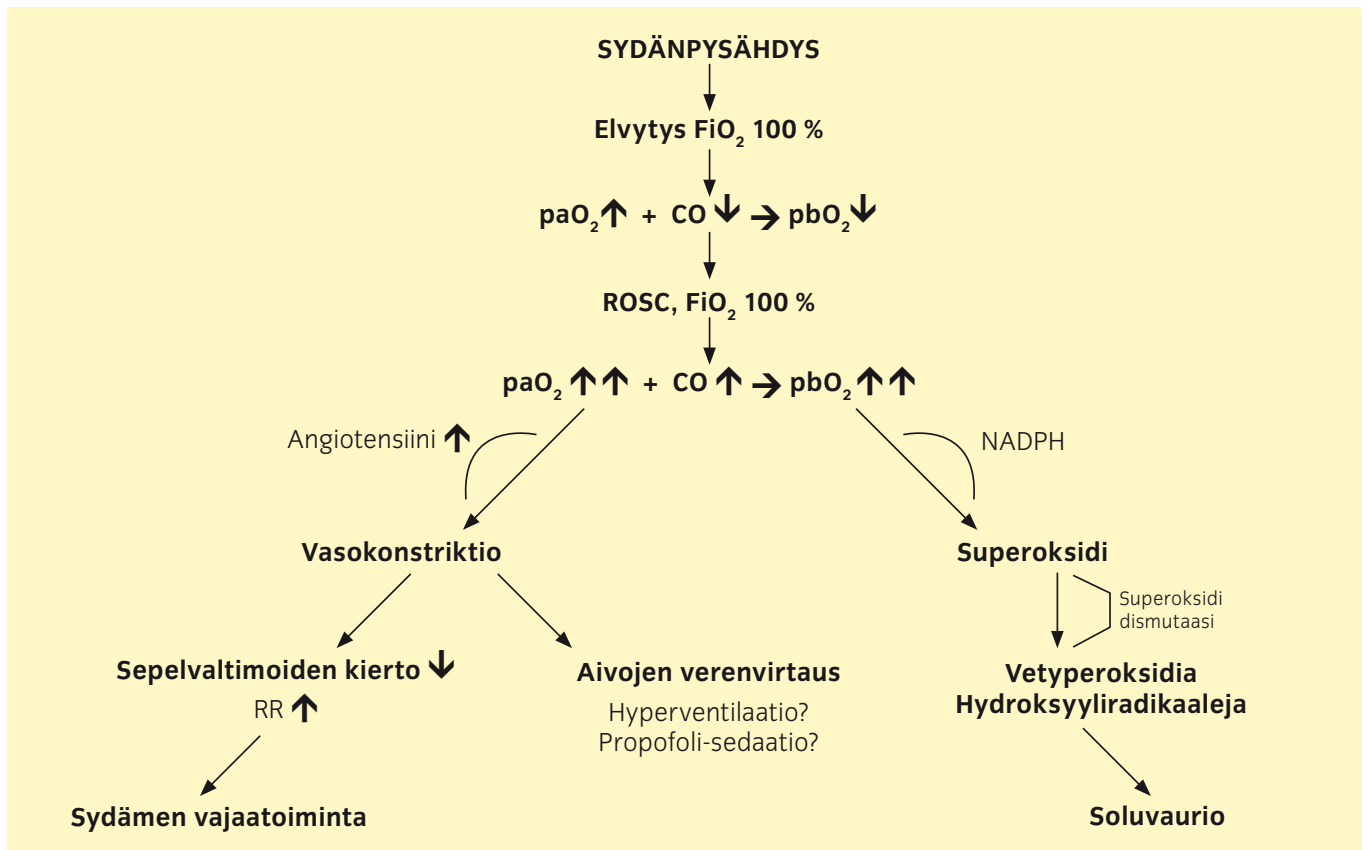 SYDÄNPYSÄHDYS
Elvytys FiO₂ 100 %
paO₂ ↑ + CO ↓ → pbO₂ ↓
ROSC, FiO₂ 100 %
paO₂ ↑↑ + CO ↑ → pbO₂ ↑↑
Angiotensiini ↑
NADPH
Vasokonstriktio
Superoksidi
Superoksidi
dismutaasi
Sepelvaltimoiden kierto ↓
RR ↑
Aivojen verenvirtaus
Hyperventilaatio?
Propofoli-sedaatio?
Vetyperoksidia
Hydroksyyliradikaaleja
Sydämen vajaatoiminta
Soluvaurio